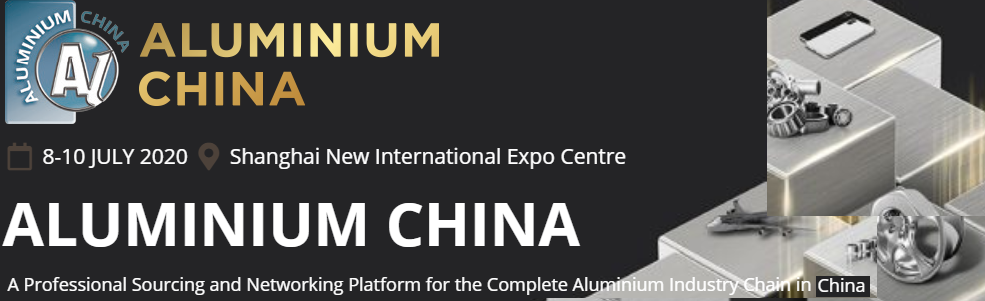 ALUMINIUM CHINA
Al
ALUMINIUM
CHINA
8-10 JULY 2020 Shanghai New International Expo Centre
ALUMINIUM CHINA
A Professional Sourcing and Networking Platform for the Complete Aluminium Industry Chain in China